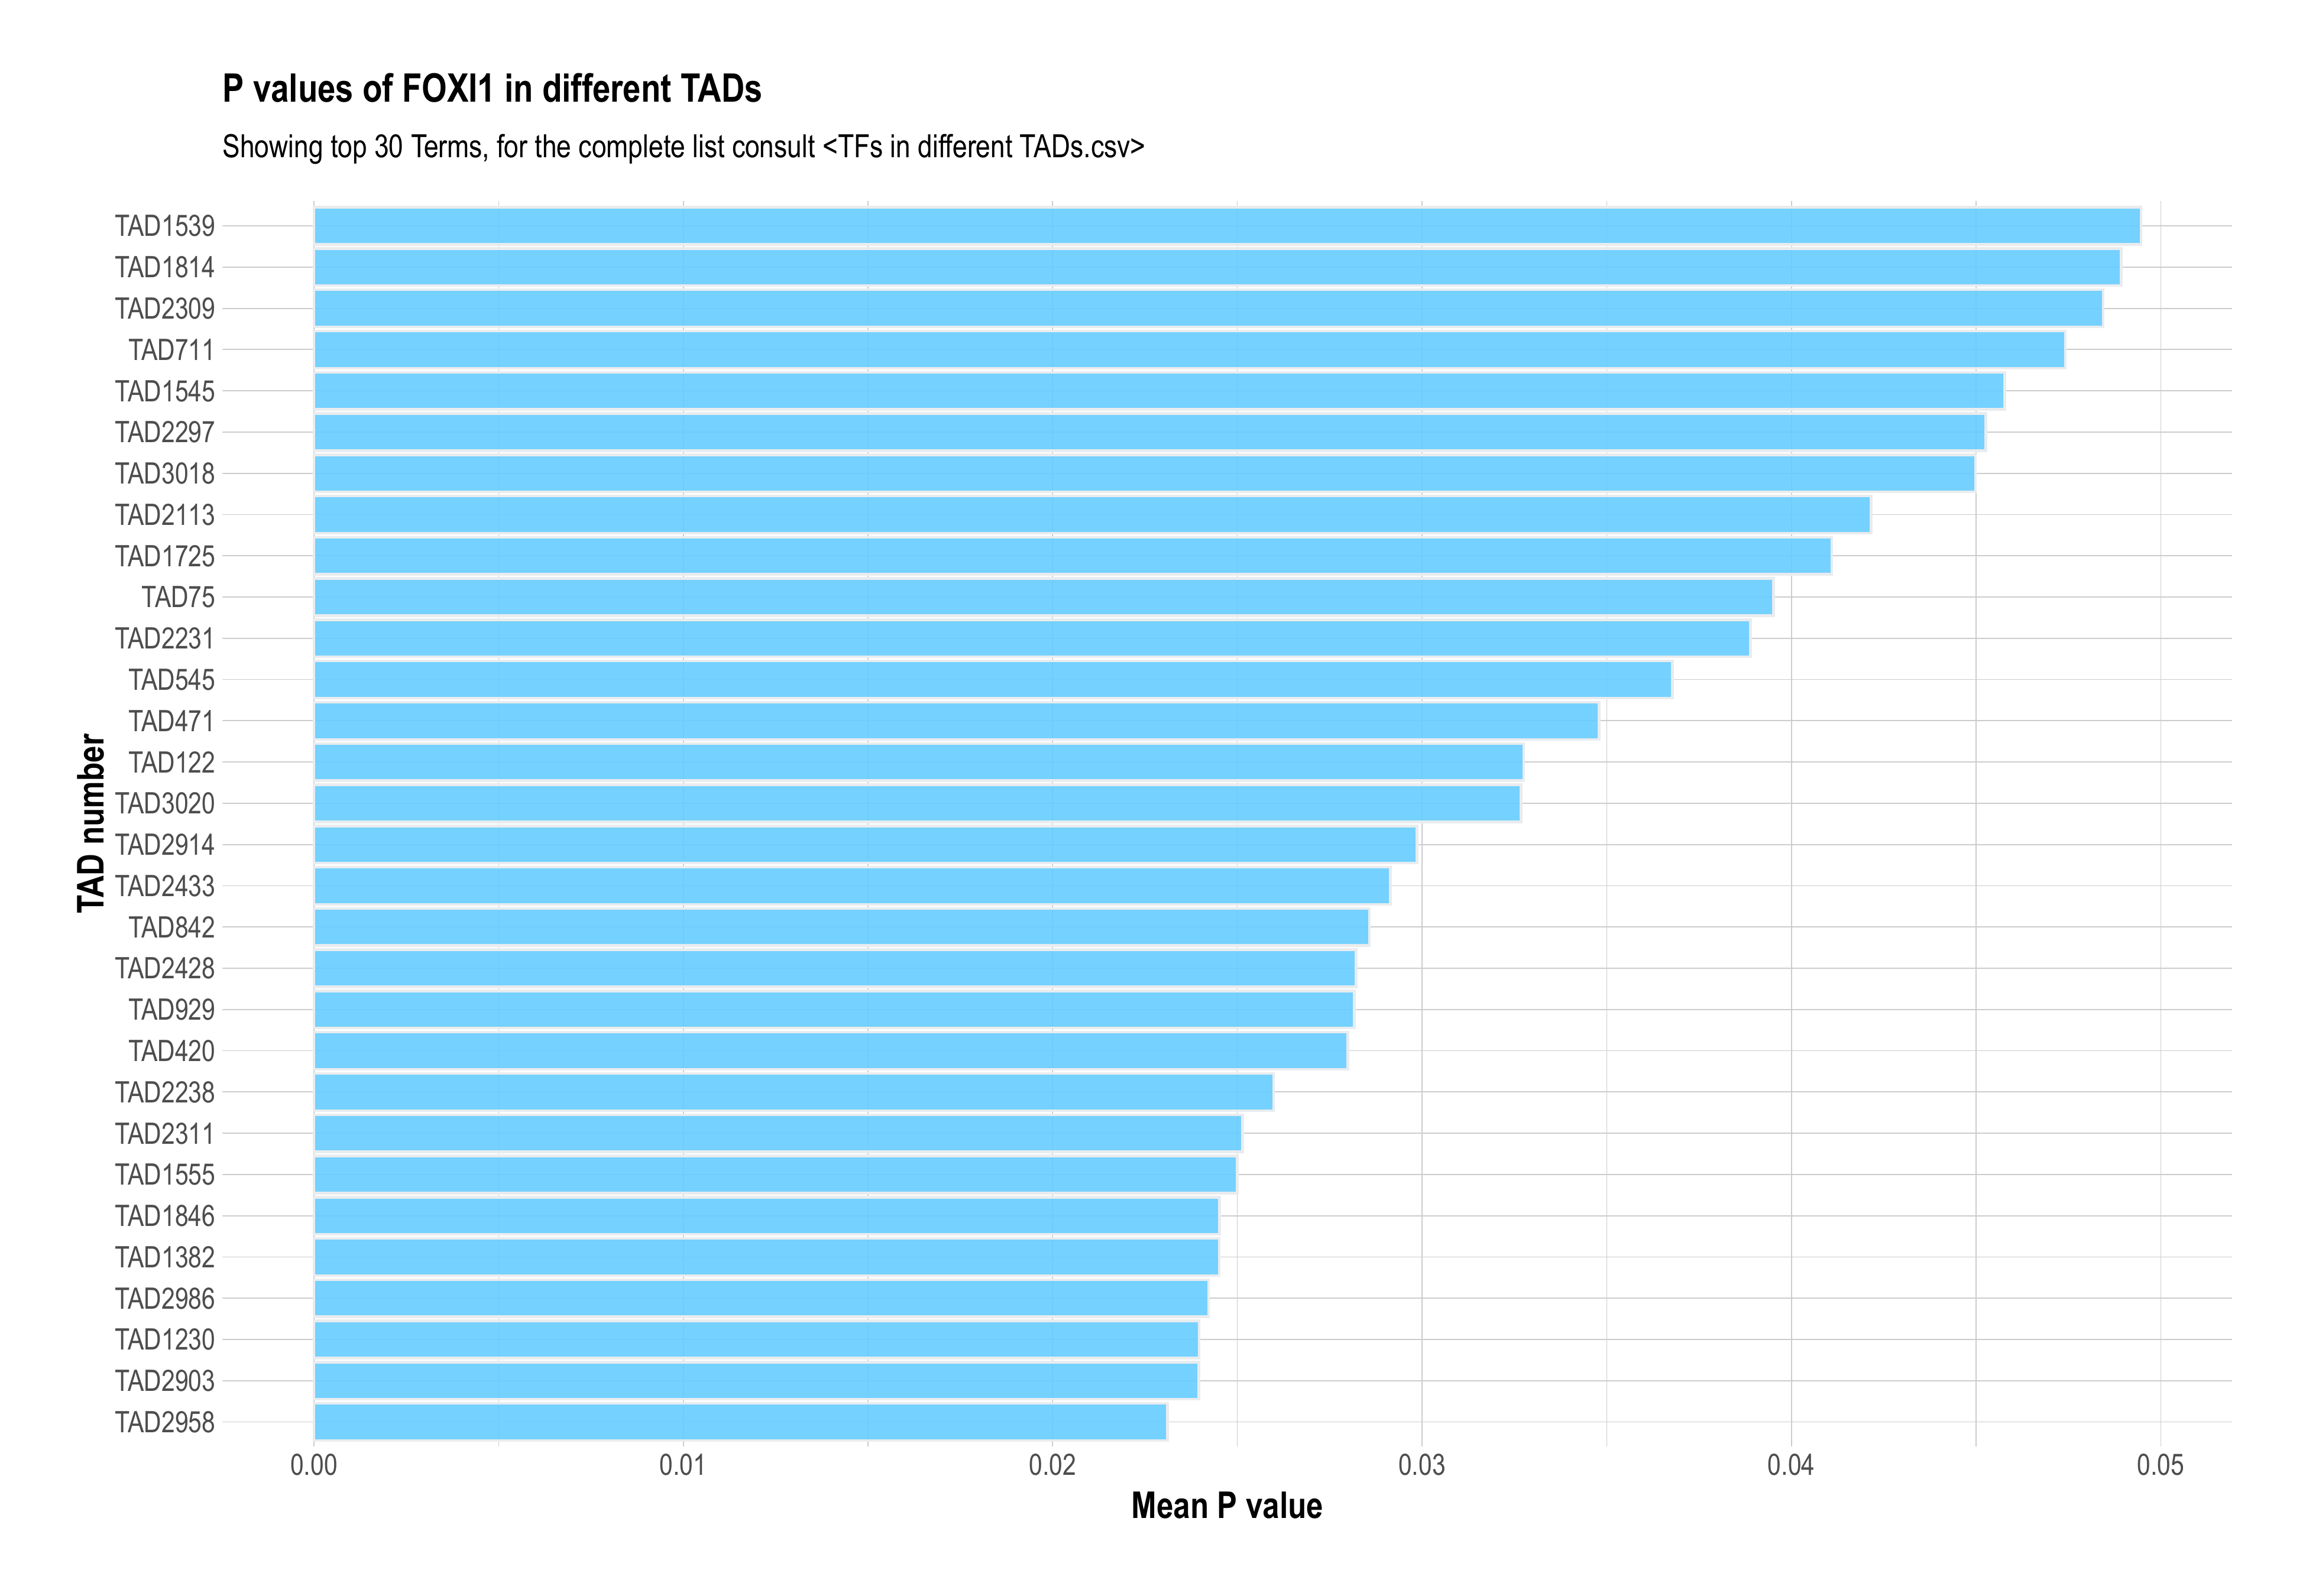 P values of FOXI1 in different TADs
Showing top 30 Terms, for the complete list consult <TFs in different TADs.csv>
TAD1539
TAD1814
TAD2309
TAD711
TAD1545
TAD2297
TAD3018
TAD2113
TAD1725
TAD75
TAD2231
TAD545
TAD471
TAD122
TAD3020
TAD2914
TAD2433
TAD842
TAD2428
TAD929
TAD420
TAD2238
TAD2311
TAD1555
TAD1846
TAD1382
TAD2986
TAD1230
TAD2903
TAD2958
TAD number
0.00 0.01 0.02 0.03 0.04 0.05
Mean P value